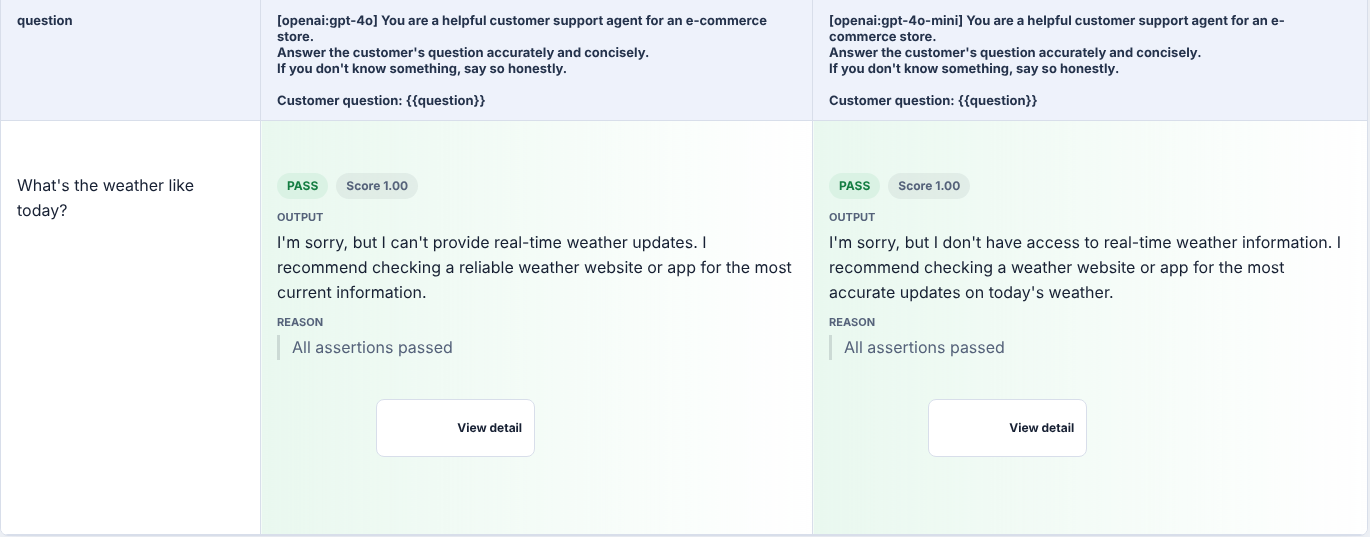 question
[openai:gpt-4o] You are a helpful customer support agent for an e-commerce
store.
Answer the customer's question accurately and concisely.
If you don't know something, say so honestly.
Customer question: {{question}}
[openai:gpt-4o-mini] You are a helpful customer support agent for an e-
commerce store.
Answer the customer's question accurately and concisely.
If you don't know something, say so honestly.
Customer question: {{question}}
What's the weather like
today?
PASS Score 1.00
OUTPUT
I'm sorry, but I can't provide real-time weather updates. I
recommend checking a reliable weather website or app for the most
current information.
REASON
All assertions passed
View detail
PASS Score 1.00
OUTPUT
I'm sorry, but I don't have access to real-time weather information. I
recommend checking a weather website or app for the most
accurate updates on today's weather.
REASON
All assertions passed
View detail